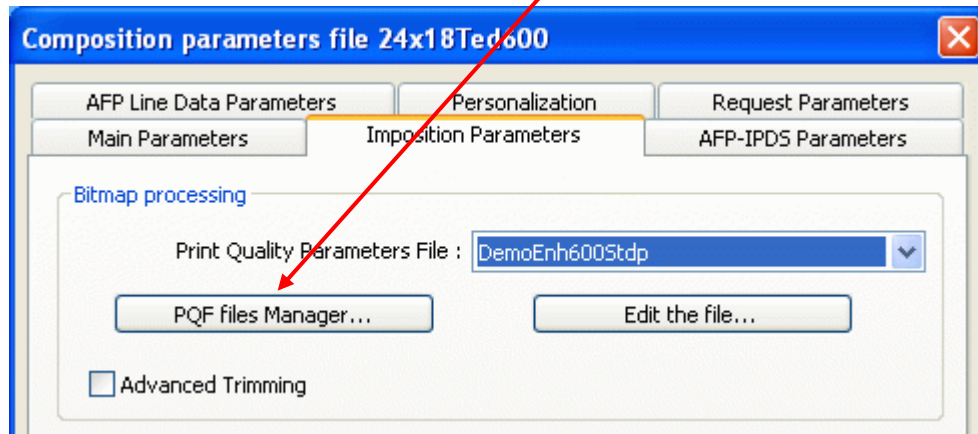 Composition parameters file 24x18Ted600
AFP Line Data Parameters Personalization Request Parameters
Main Parameters Imposition Parameters AFP-IPDS Parameters
Bitmap processing
Print Quality Parameters File : DemoEnh600Stdp
PQF files Manager... Edit the file...
Advanced Trimming